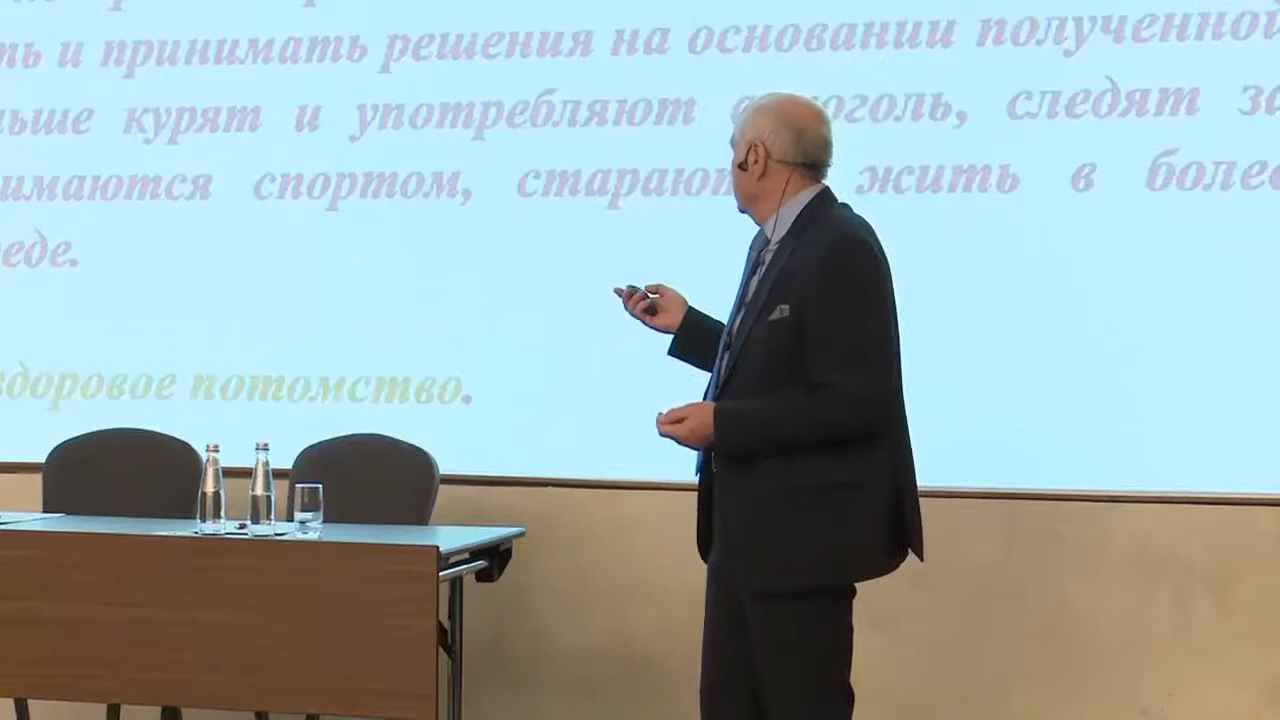 ть и принимать решения на основании полученной
ньше курят и употребляют алкоголь, следят за
нимаются спортом, стараются жить в более
еде.
здоровое потомство.